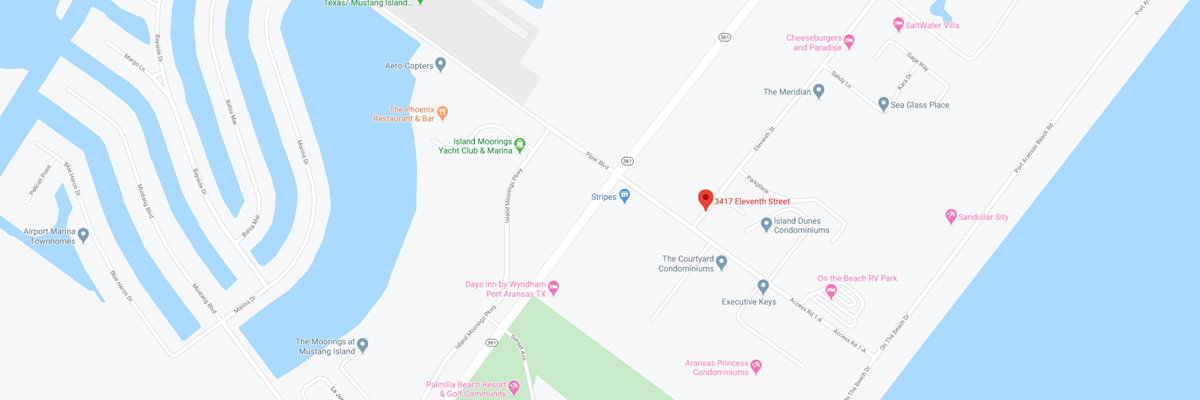 Texas/ Mustang Island...
361
SaltWater Villa
Port Ar
Bayside Dr
Margo Ln
Cheeseburgers
and Paradise
Gaga Way
Aero-Copters
Sandy Ln
Kara Dr
The Meridian
Sea Glass Place
The Phoenix
Restaurant & Bar
Bahia Mar
Marina Dr
Eleventh St
Port Aransas Beach Rd
Island Moorings
Yacht Club & Marina
Piper Blvd
361
Pelican Point
Blue Heron Dr
Mustang Blvd
Bayside Dr
Island Moorings Pkwy
Parkplane
Stripes
3417 Eleventh Street
Sandollar Sity
Island Dunes
Condominiums
Bahia Mar
Airport Marina
Townhomes
The Courtyard
Condominiums
Blue Heron Dr
Mustang Blvd
Marina Dr
Days Inn by Wyndham
Port Aransas TX
On the Beach RV Park
Executive Keys
Access Rd 1-A
Access Rd 1-A
On The Beach Dr
Island Moorings Pkwy
361
Sunset Ave
The Moorings at
Mustang Island
Aransas Princess
Condominiums
On The Beach Dr
Palmilla Beach Resort
& Golf Community
La Jo